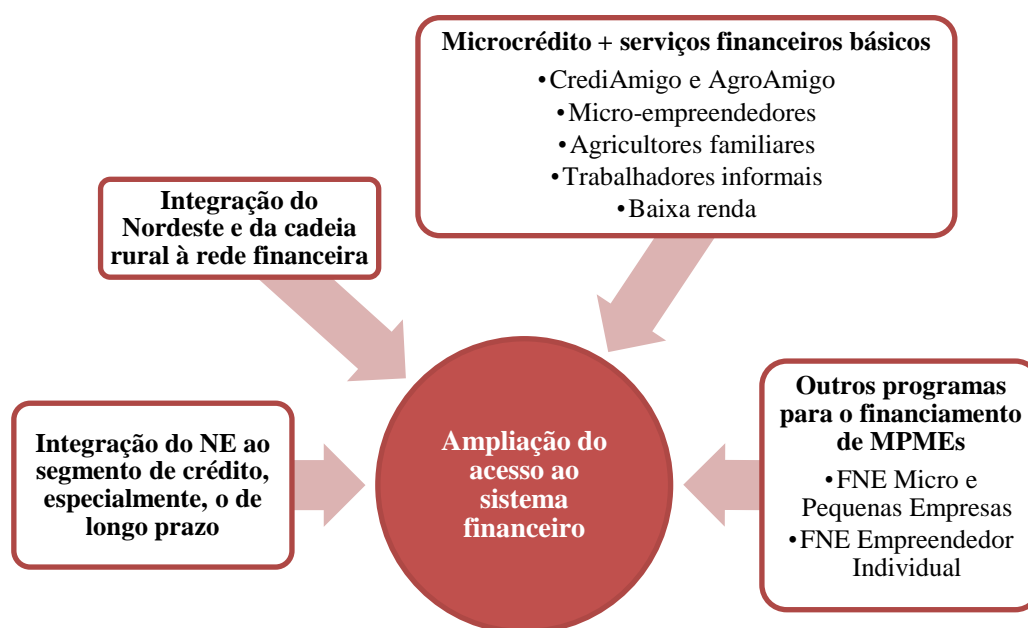 Microcrédito + serviços financeiros básicos
•CrediAmigo e AgroAmigo
•Micro-empreendedores
•Agricultores familiares
•Trabalhadores informais
•Baixa renda
Integração do
Nordeste e da cadeia
rural à rede financeira
Integração do NE ao
segmento de crédito,
especialmente, o de
longo prazo
Ampliação do
acesso ao
sistema
financeiro
Outros programas
para o financiamento
de MPMEs
•FNE Micro e
Pequenas Empresas
•FNE Empreendedor
Individual